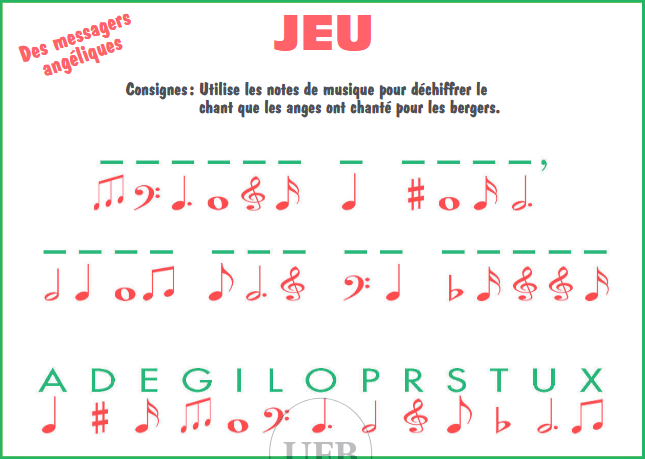 Des messagers
angéliques
JEU
Consignes : Utilise les notes de musique pour déchiffrer le
chant que les anges ont chanté pour les bergers.
_ _ _ _ _ _ _ _ _ _ _,
_ _ _ _ _ _ _ _ _ _ _ _ _ _
A D E G I L O P R S T U X
UEB